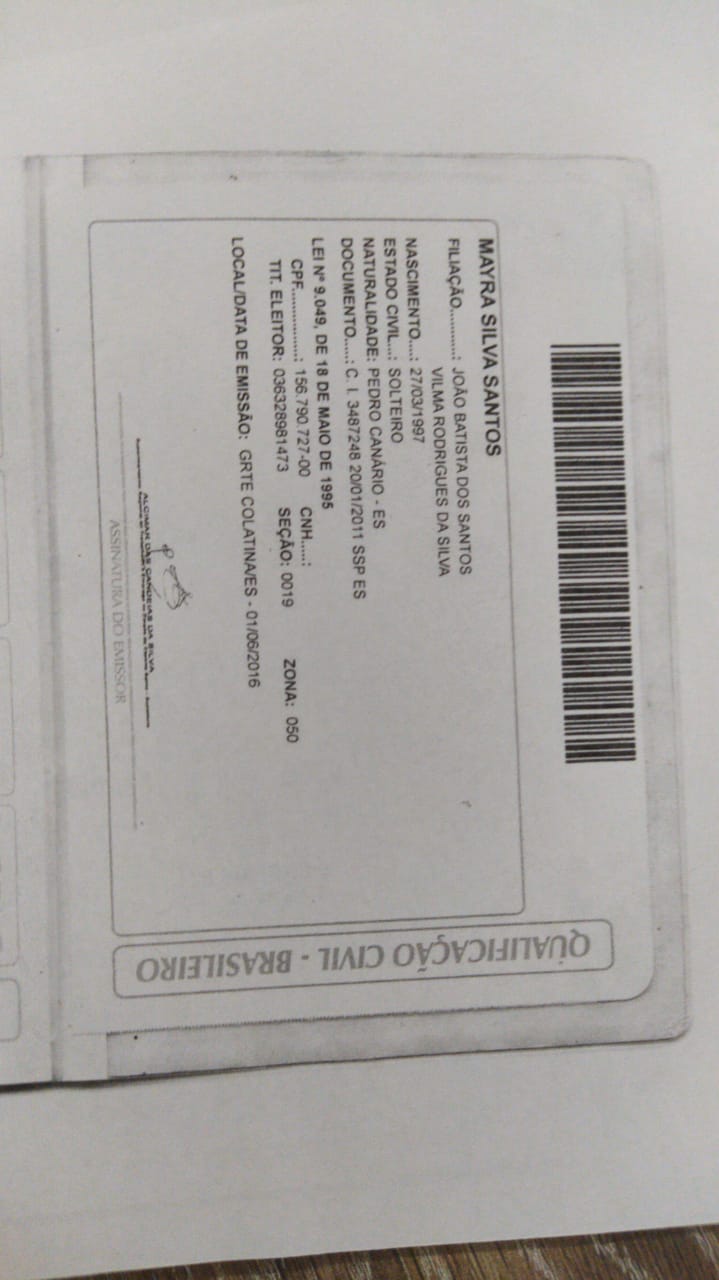 MAYRA SILVA SANTOS
FILIAÇÃO............: JOÃO BATISTA DOS SANTOS
VILMA RODRIGUES DA SILVA
NASCIMENTO....: 27/03/1997
ESTADO CIVIL...: SOLTEIRO
NATURALIDADE: PEDRO CANÁRIO - ES
DOCUMENTO.....: C. I. 3487248 20/01/2011 SSP ES
LEI Nº 9.049, DE 18 DE MAIO DE 1995
CPF.................: 156.790.727-00 CNH.....:
TIT. ELEITOR: 036328981473 SEÇÃO: 0019 ZONA: 050
LOCAL/DATA DE EMISSÃO: GRTE COLATINA/ES - 01/06/2016
ALCIMAR DAS CANDEIAS DA SILVA
ASSINATURA DO EMISSOR
QUALIFICAÇÃO CIVIL - BRASILEIRO